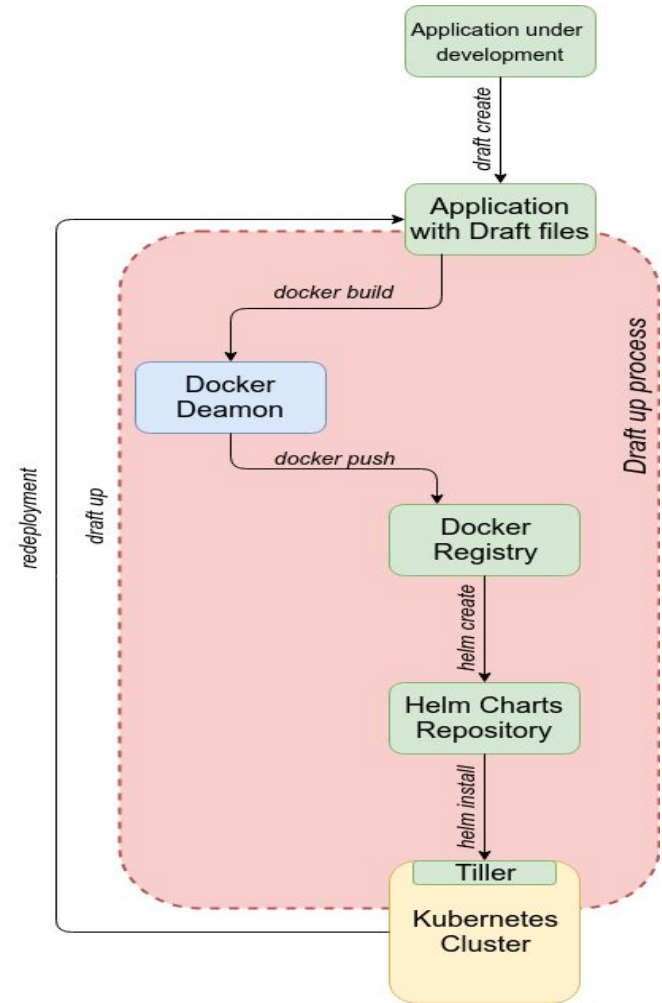 Application under
development
draft create
Application
with Draft files
docker build
Docker
Deamon
docker push
Draft up process
redeployment
draft up
Docker
Registry
helm create
Helm Charts
Repository
helm install
Tiller
Kubernetes
Cluster